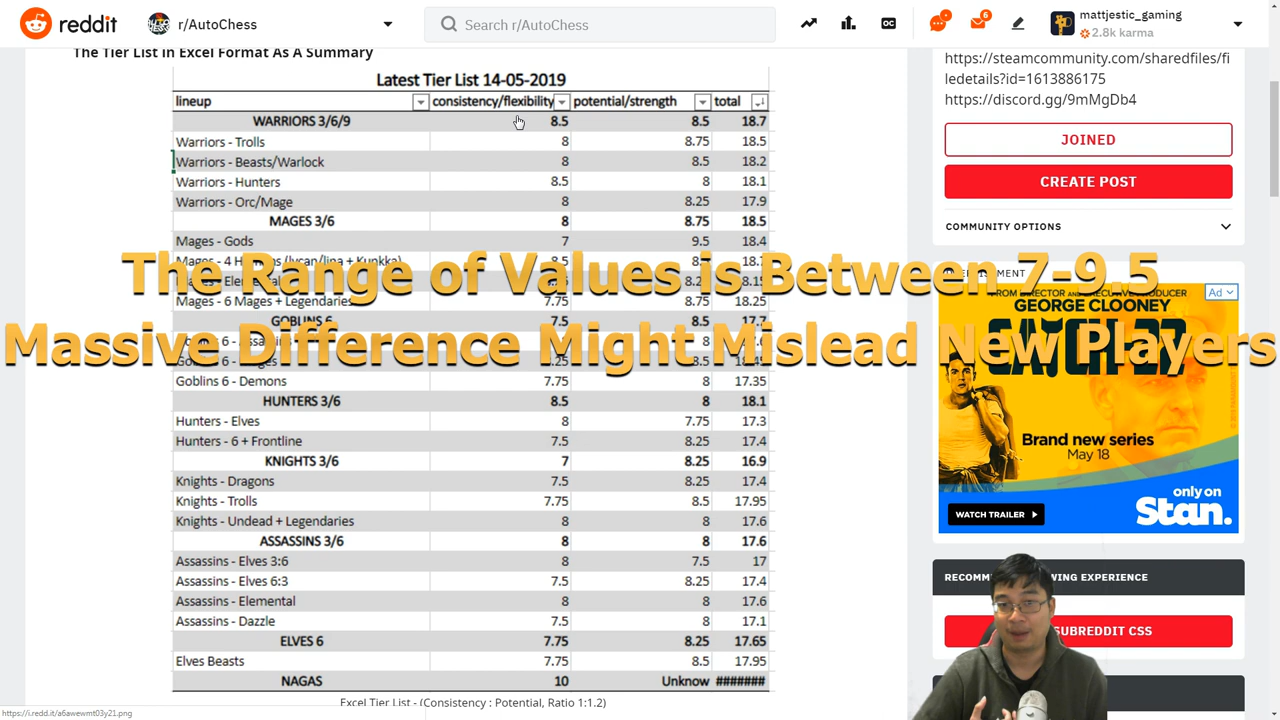 reddit r/AutoChess Search r/AutoChess 6 mattjestic_gaming
2.8k karma
The Tier List in Excel Format As A Summary
Latest Tier List 14-05-2019
lineup consistency/flexibility potential/strength total
WARRIORS 3/6/9 8.5 8.5 18.7
Warriors - Trolls 8 8.75 18.5
Warriors - Beasts/Warlock 8 8.5 18.2
Warriors - Hunters 8.5 8 18.1
Warriors - Orc/Mage 8 8.25 17.9
MAGES 3/6 8 8.75 18.5
Mages - Gods 7 9.5 18.4
The Range of Values is Between 7-9.5
Mages - 6 Mages + Legendaries 7.75 8.75 18.25
Massive Difference Might Mislead New Players
Goblins 6 - Demons 7.75 8 17.35
HUNTERS 3/6 8.5 8 18.1
Hunters - Elves 8 7.75 17.3
Hunters - 6 + Frontline 7.5 8.25 17.4
KNIGHTS 3/6 7 8.25 16.9
Knights - Dragons 7.5 8.25 17.4
Knights - Trolls 7.75 8.5 17.95
Knights - Undead + Legendaries 8 8 17.6
ASSASSINS 3/6 8 8 17.6
Assassins - Elves 3:6 8 7.5 17
Assassins - Elves 6:3 7.5 8.25 17.4
Assassins - Elemental 8 8 17.6
Assassins - Dazzle 7.5 8 17.1
ELVES 6 7.75 8.25 17.65
Elves Beasts 7.75 8.5 17.95
NAGAS 10 Unknow #######
Excel Tier List - (Consistency : Potential, Ratio 1:1.2)
https://i.redd.it/a6awewmt03y21.png
https://steamcommunity.com/sharedfiles/fi
ledetails?id=1613886175
https://discord.gg/9mMgDb4
JOINED
CREATE POST
COMMUNITY OPTIONS
Ad
FROM DIRECTOR AND EXECUTIVE PRODUCER
GEORGE CLOONEY
Brand new series
May 18
WATCH TRAILER
only on
Stan.
EXPERIENCE
SUBREDDIT CSS